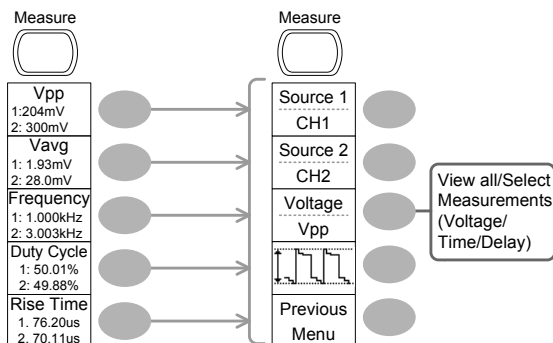 Measure
Vpp
1:204mV
2: 300mV
Vavg
1: 1.93mV
2: 28.0mV
Frequency
1: 1.000kHz
2: 3.003kHz
Duty Cycle
1: 50.01%
2: 49.88%
Rise Time
1. 76.20us
2. 70.11us
Measure
Source 1
CH1
Source 2
CH2
Voltage
Vpp
Previous
Menu
View all/Select
Measurements
(Voltage/
Time/Delay)